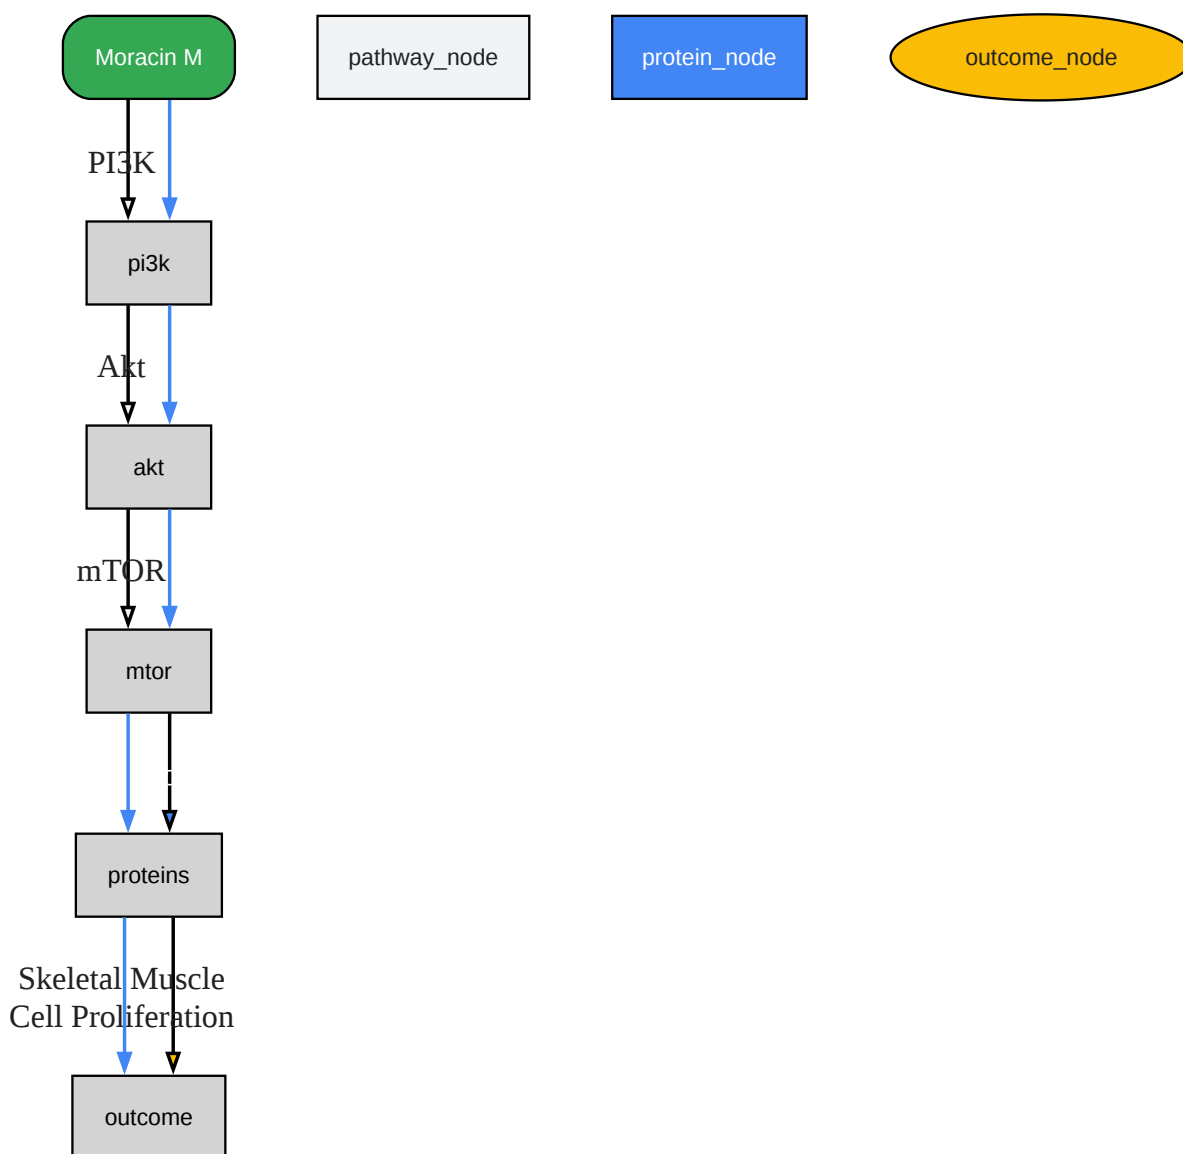 Moracin M
pathway_node
protein_node
outcome_node
PI3K
pi3k
Akt
akt
mTOR
mtor
proteins
Skeletal Muscle
Cell Proliferation
outcome